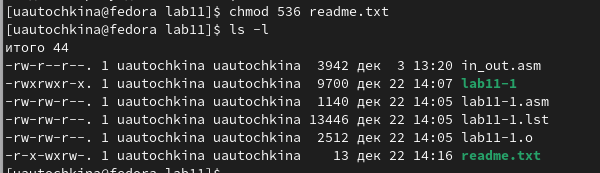 [uautochkina@fedora lab11]$ chmod 536 readme.txt
[uautochkina@fedora lab11]$ ls -l
итого 44
-rw-r--r--. 1 uautochkina uautochkina  3942 дек  3 13:20 in_out.asm
-rwxrwxr-x. 1 uautochkina uautochkina  9700 дек 22 14:07 lab11-1
-rw-rw-r--. 1 uautochkina uautochkina  1140 дек 22 14:05 lab11-1.asm
-rw-rw-r--. 1 uautochkina uautochkina 13446 дек 22 14:05 lab11-1.lst
-rw-rw-r--. 1 uautochkina uautochkina  2512 дек 22 14:05 lab11-1.o
-r-x-wxrw-. 1 uautochkina uautochkina    13 дек 22 14:16 readme.txt
[uautochkina@fedora lab11]$